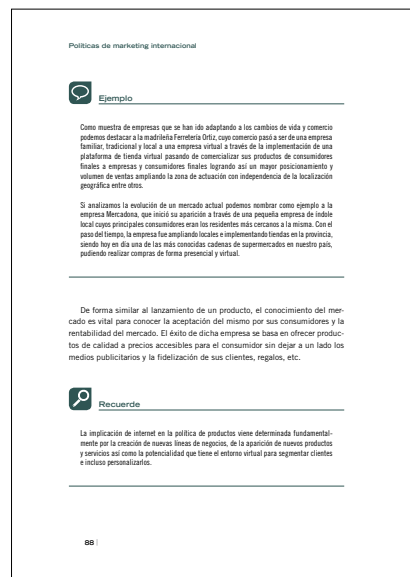 Políticas de marketing internacional
Ejemplo
Como muestra de empresas que se han ido adaptando a los cambios de vida y comercio
podemos destacar a la madrileña Ferretería Ortiz, cuyo comercio pasó a ser de una empresa
familiar, tradicional y local a una empresa virtual a través de la implementación de una
plataforma de tienda virtual pasando de comercializar sus productos de consumidores
finales a empresas y consumidores finales logrando así un mayor posicionamiento y
volumen de ventas ampliando la zona de actuación con independencia de la localización
geográfica entre otros.
Si analizamos la evolución de un mercado actual podemos nombrar como ejemplo a la
empresa Mercadona, que inició su aparición a través de una pequeña empresa de índole
local cuyos principales consumidores eran los residentes más cercanos a la misma. Con el
paso del tiempo, la empresa fue ampliando locales e implementando tiendas en la provincia,
siendo hoy en día una de las más conocidas cadenas de supermercados en nuestro país,
pudiendo realizar compras de forma presencial y virtual.
De forma similar al lanzamiento de un producto, el conocimiento del mer-
cado es vital para conocer la aceptación del mismo por sus consumidores y la
rentabilidad del mercado. El éxito de dicha empresa se basa en ofrecer produc-
tos de calidad a precios accesibles para el consumidor sin dejar a un lado los
medios publicitarios y la fidelización de sus clientes, regalos, etc.
Recuerde
La implicación de internet en la política de productos viene determinada fundamental-
mente por la creación de nuevas líneas de negocios, de la aparición de nuevos productos
y servicios así como la potencialidad que tiene el entorno virtual para segmentar clientes
e incluso personalizarlos.
88 |